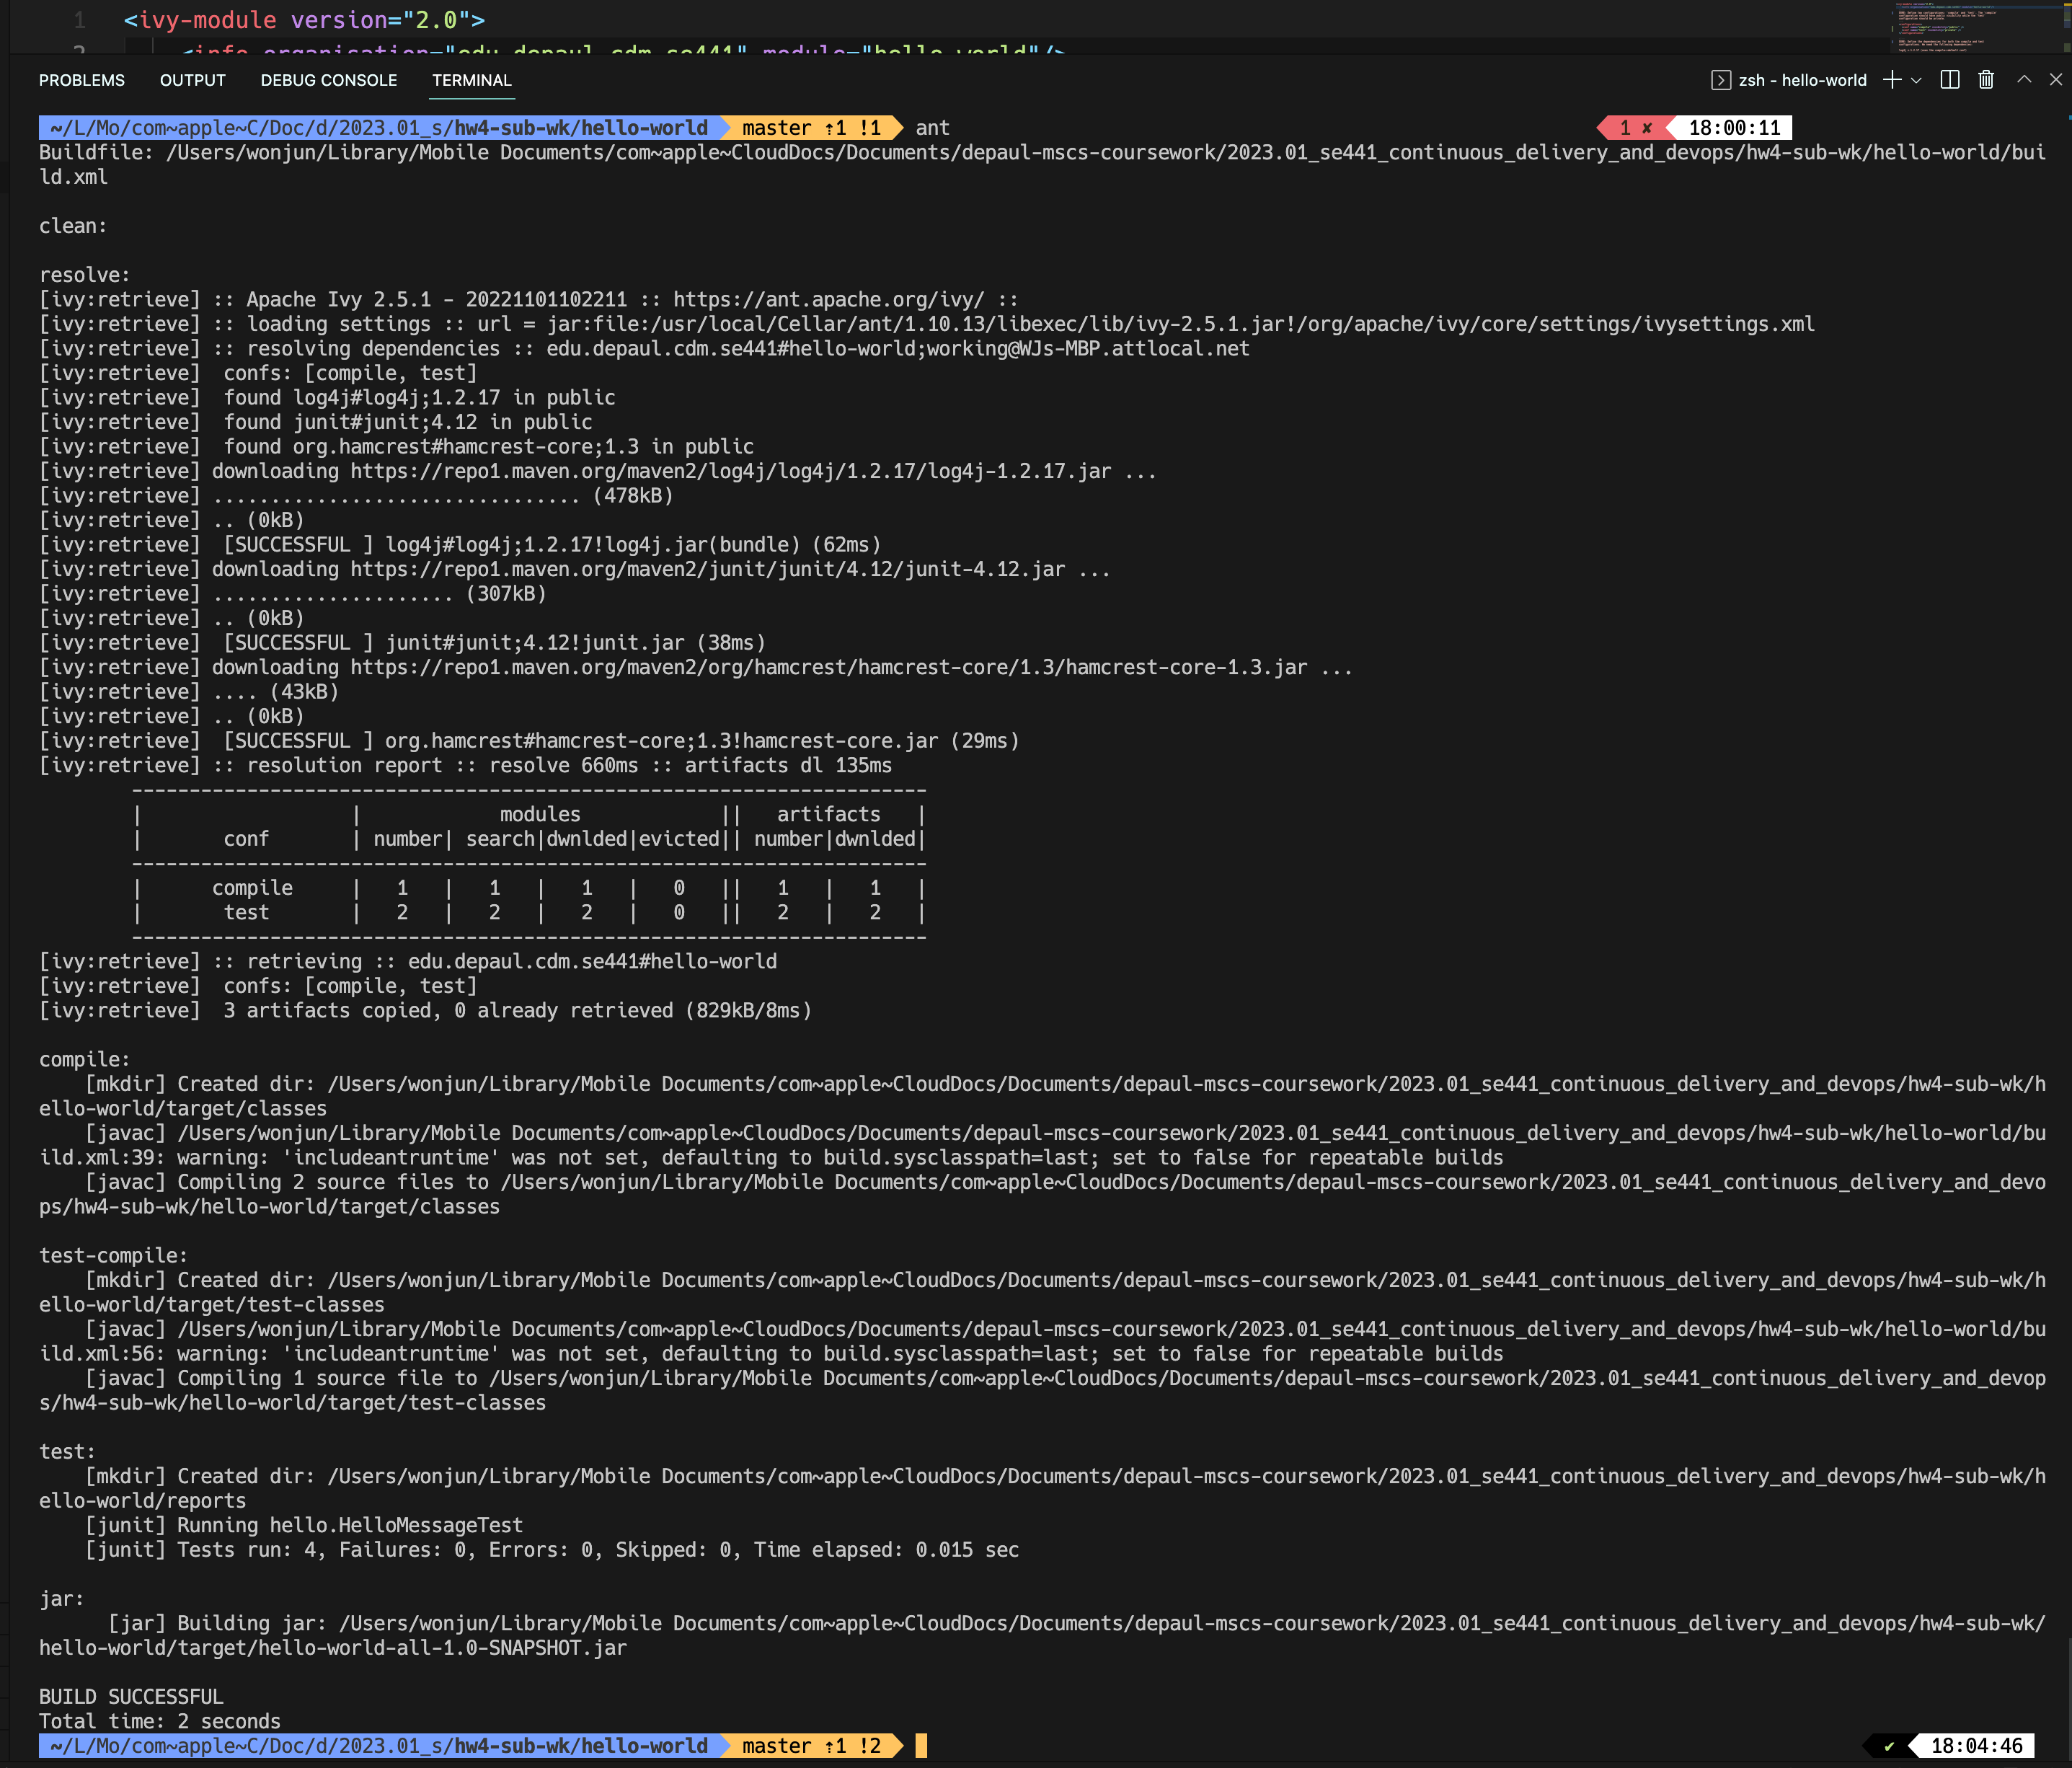 1 <ivy-module version="2.0">
2 <info organisation="edu.depaul.cdm.se441" module="hello-world"/>
PROBLEMS OUTPUT DEBUG CONSOLE TERMINAL zsh - hello-world
~/L/Mo/com~apple~C/Doc/d/2023.01_s/hw4-sub-wk/hello-world master ⇡1 !1 ant 1 ✘ 18:00:11
Buildfile: /Users/wonjun/Library/Mobile Documents/com~apple~CloudDocs/Documents/depaul-mscs-coursework/2023.01_se441_continuous_delivery_and_devops/hw4-sub-wk/hello-world/bui
ld.xml
clean:
resolve:
[ivy:retrieve] :: Apache Ivy 2.5.1 - 20221101102211 :: https://ant.apache.org/ivy/ ::
[ivy:retrieve] :: loading settings :: url = jar:file:/usr/local/Cellar/ant/1.10.13/libexec/lib/ivy-2.5.1.jar!/org/apache/ivy/core/settings/ivysettings.xml
[ivy:retrieve] :: resolving dependencies :: edu.depaul.cdm.se441#hello-world;working@WJs-MBP.attlocal.net
[ivy:retrieve]  confs: [compile, test]
[ivy:retrieve]  found log4j#log4j;1.2.17 in public
[ivy:retrieve]  found junit#junit;4.12 in public
[ivy:retrieve]  found org.hamcrest#hamcrest-core;1.3 in public
[ivy:retrieve] downloading https://repo1.maven.org/maven2/log4j/log4j/1.2.17/log4j-1.2.17.jar ...
[ivy:retrieve] ................................ (478kB)
[ivy:retrieve] .. (0kB)
[ivy:retrieve]  [SUCCESSFUL ] log4j#log4j;1.2.17!log4j.jar(bundle) (62ms)
[ivy:retrieve] downloading https://repo1.maven.org/maven2/junit/junit/4.12/junit-4.12.jar ...
[ivy:retrieve] ..................... (307kB)
[ivy:retrieve] .. (0kB)
[ivy:retrieve]  [SUCCESSFUL ] junit#junit;4.12!junit.jar (38ms)
[ivy:retrieve] downloading https://repo1.maven.org/maven2/org/hamcrest/hamcrest-core/1.3/hamcrest-core-1.3.jar ...
[ivy:retrieve] .... (43kB)
[ivy:retrieve] .. (0kB)
[ivy:retrieve]  [SUCCESSFUL ] org.hamcrest#hamcrest-core;1.3!hamcrest-core.jar (29ms)
[ivy:retrieve] :: resolution report :: resolve 660ms :: artifacts dl 135ms
---------------------------------------------------------------------
|                  |            modules            ||   artifacts   |
|       conf       | number| search|dwnlded|evicted|| number|dwnlded|
---------------------------------------------------------------------
|      compile     |   1   |   1   |   1   |   0   ||   1   |   1   |
|       test       |   2   |   2   |   2   |   0   ||   2   |   2   |
---------------------------------------------------------------------
[ivy:retrieve] :: retrieving :: edu.depaul.cdm.se441#hello-world
[ivy:retrieve]  confs: [compile, test]
[ivy:retrieve]  3 artifacts copied, 0 already retrieved (829kB/8ms)
compile:
[mkdir] Created dir: /Users/wonjun/Library/Mobile Documents/com~apple~CloudDocs/Documents/depaul-mscs-coursework/2023.01_se441_continuous_delivery_and_devops/hw4-sub-wk/h
ello-world/target/classes
[javac] /Users/wonjun/Library/Mobile Documents/com~apple~CloudDocs/Documents/depaul-mscs-coursework/2023.01_se441_continuous_delivery_and_devops/hw4-sub-wk/hello-world/bu
ild.xml:39: warning: 'includeantruntime' was not set, defaulting to build.sysclasspath=last; set to false for repeatable builds
[javac] Compiling 2 source files to /Users/wonjun/Library/Mobile Documents/com~apple~CloudDocs/Documents/depaul-mscs-coursework/2023.01_se441_continuous_delivery_and_devo
ps/hw4-sub-wk/hello-world/target/classes
test-compile:
[mkdir] Created dir: /Users/wonjun/Library/Mobile Documents/com~apple~CloudDocs/Documents/depaul-mscs-coursework/2023.01_se441_continuous_delivery_and_devops/hw4-sub-wk/h
ello-world/target/test-classes
[javac] /Users/wonjun/Library/Mobile Documents/com~apple~CloudDocs/Documents/depaul-mscs-coursework/2023.01_se441_continuous_delivery_and_devops/hw4-sub-wk/hello-world/bu
ild.xml:56: warning: 'includeantruntime' was not set, defaulting to build.sysclasspath=last; set to false for repeatable builds
[javac] Compiling 1 source file to /Users/wonjun/Library/Mobile Documents/com~apple~CloudDocs/Documents/depaul-mscs-coursework/2023.01_se441_continuous_delivery_and_devop
s/hw4-sub-wk/hello-world/target/test-classes
test:
[mkdir] Created dir: /Users/wonjun/Library/Mobile Documents/com~apple~CloudDocs/Documents/depaul-mscs-coursework/2023.01_se441_continuous_delivery_and_devops/hw4-sub-wk/h
ello-world/reports
[junit] Running hello.HelloMessageTest
[junit] Tests run: 4, Failures: 0, Errors: 0, Skipped: 0, Time elapsed: 0.015 sec
jar:
[jar] Building jar: /Users/wonjun/Library/Mobile Documents/com~apple~CloudDocs/Documents/depaul-mscs-coursework/2023.01_se441_continuous_delivery_and_devops/hw4-sub-wk/
hello-world/target/hello-world-all-1.0-SNAPSHOT.jar
BUILD SUCCESSFUL
Total time: 2 seconds
~/L/Mo/com~apple~C/Doc/d/2023.01_s/hw4-sub-wk/hello-world master ⇡1 !2 ✔ 18:04:46